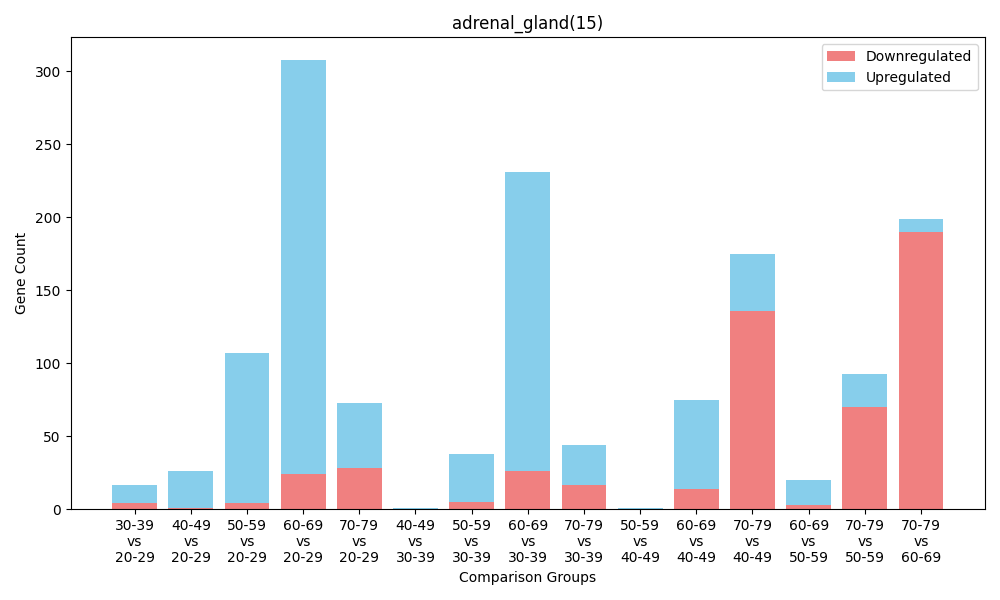 adrenal_gland(15)
Downregulated
Upregulated
Gene Count
300
250
200
150
100
50
0
30-39 vs 20-29
40-49 vs 20-29
50-59 vs 20-29
60-69 vs 20-29
70-79 vs 20-29
40-49 vs 30-39
50-59 vs 30-39
60-69 vs 30-39
70-79 vs 30-39
50-59 vs 40-49
60-69 vs 40-49
70-79 vs 40-49
60-69 vs 50-59
70-79 vs 50-59
70-79 vs 60-69
Comparison Groups